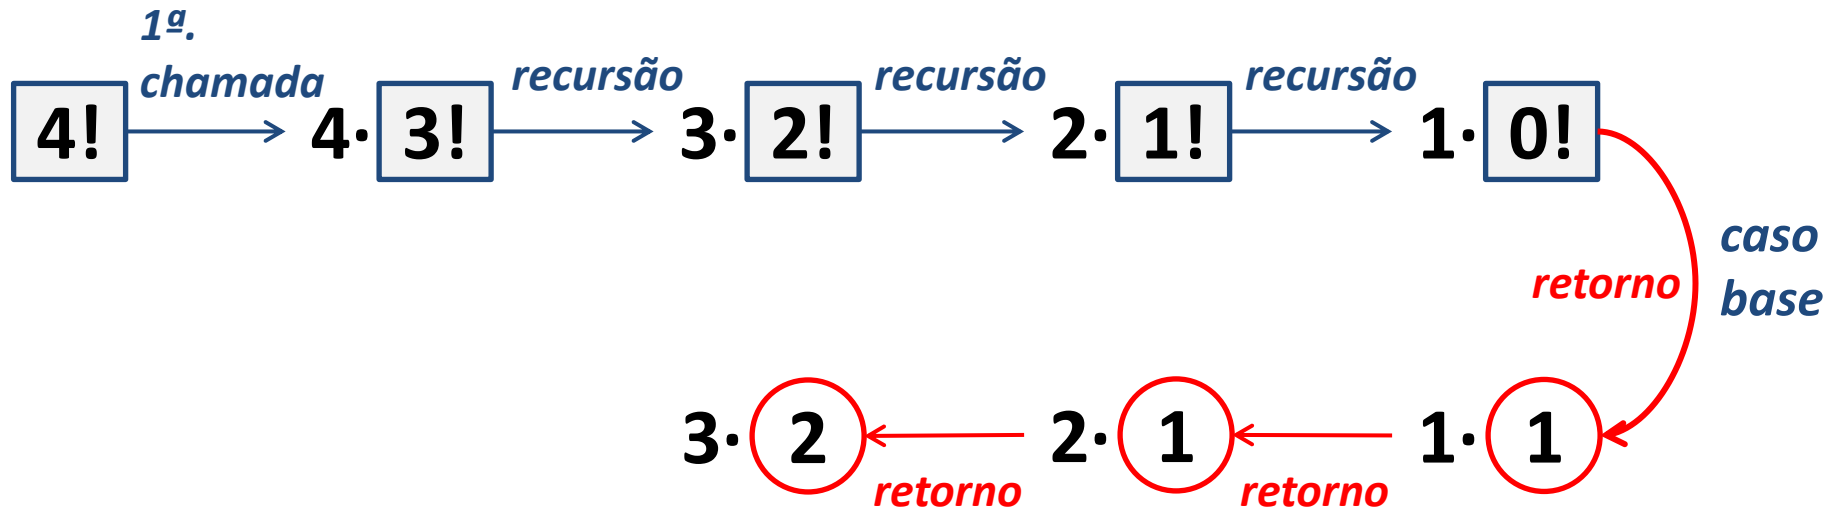 1ª.
chamada
recursão
recursão
recursão
4! 4· 3! 3· 2! 2· 1! 1· 0!
caso
base
retorno
3· 2 2· 1 1· 1
retorno
retorno